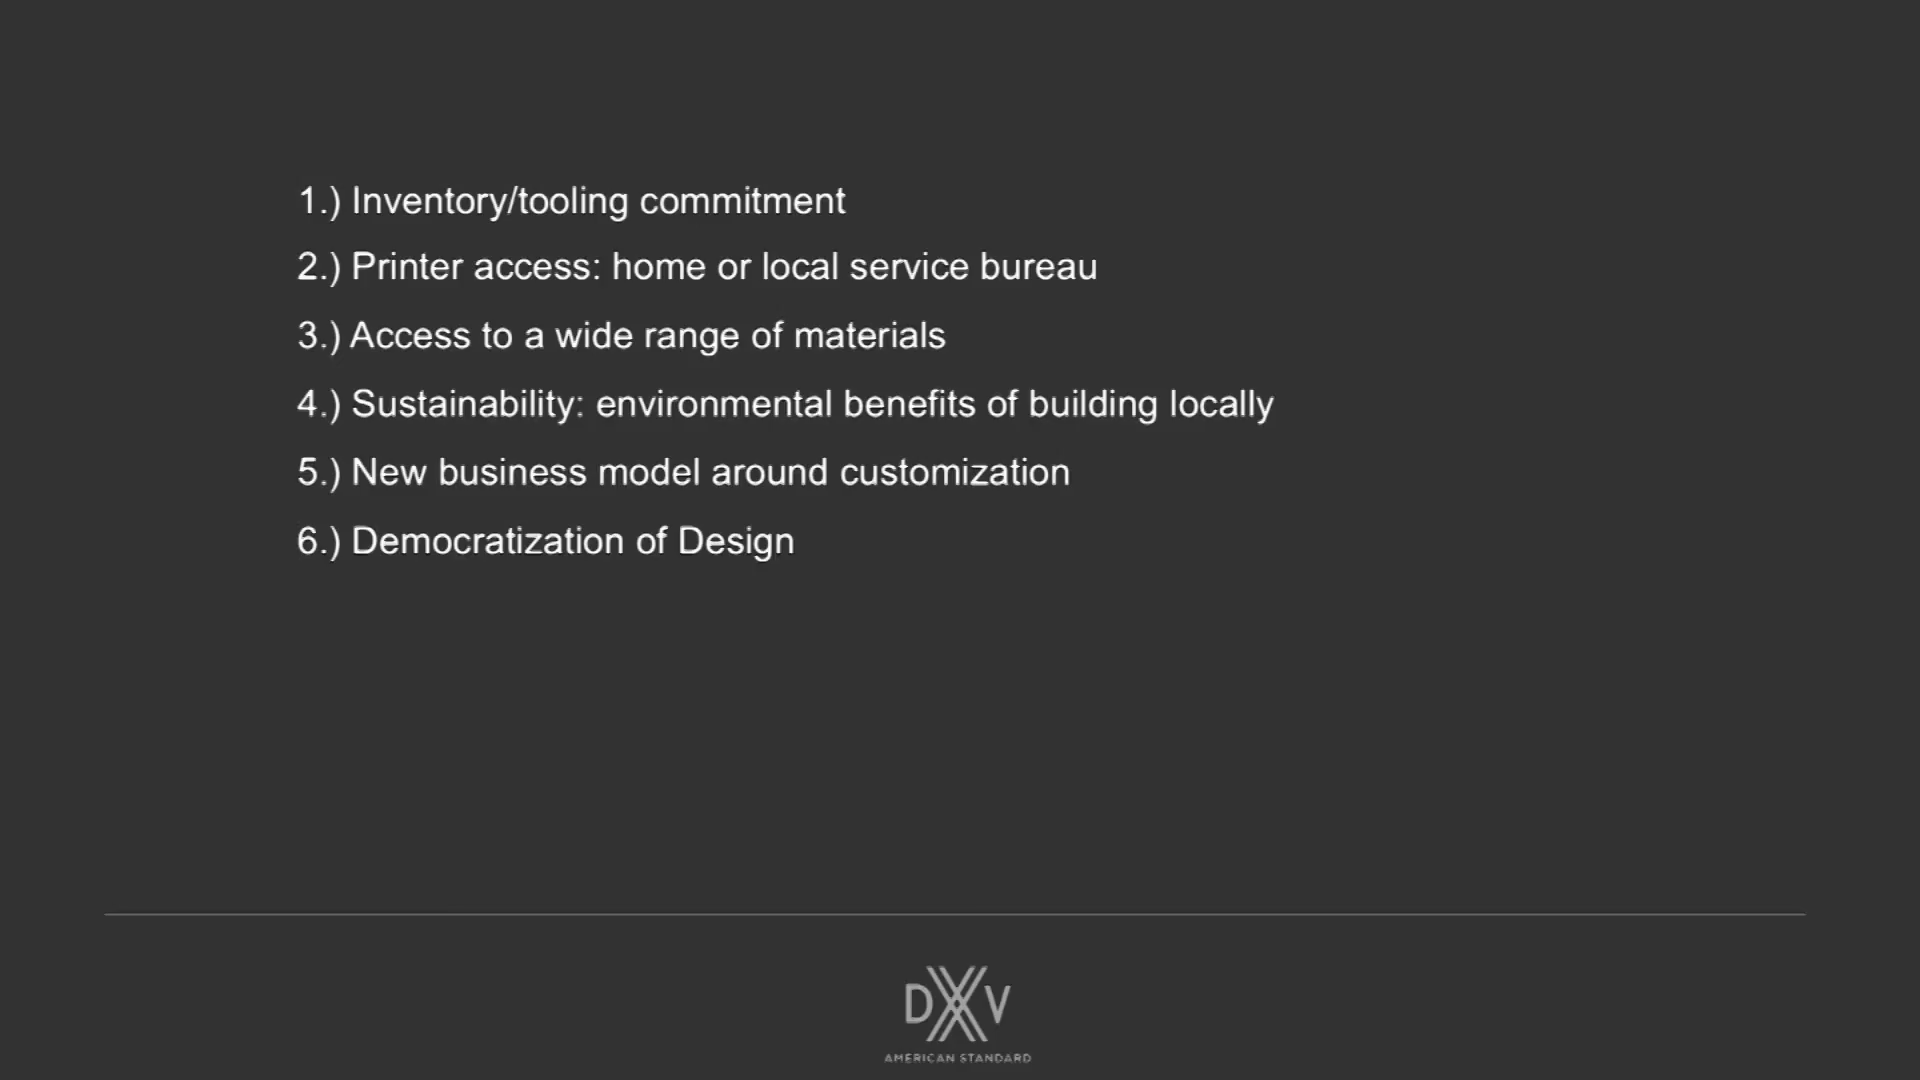 1.) Inventory/tooling commitment
2.) Printer access: home or local service bureau
3.) Access to a wide range of materials
4.) Sustainability: environmental benefits of building locally
5.) New business model around customization
6.) Democratization of Design
DXV
AMERICAN STANDARD